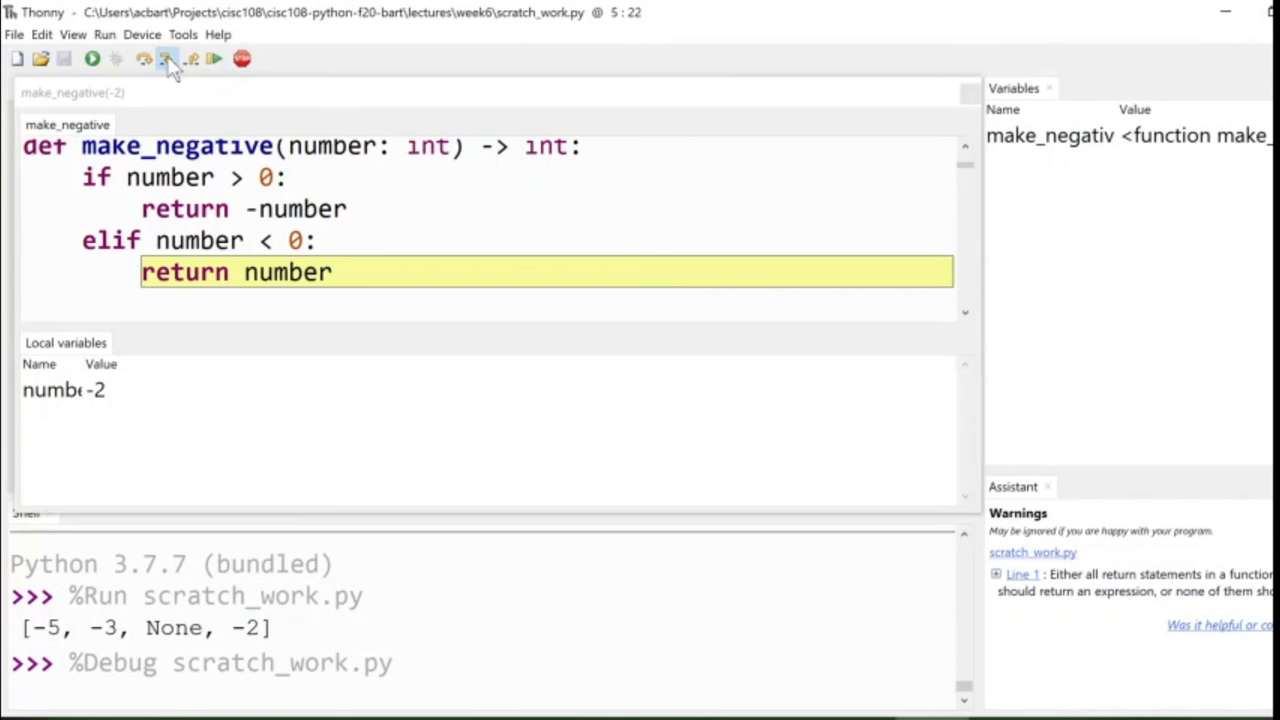 Thonny - C:\Users\acbart\Projects\cisc108\cisc108-python-f20-bart\lectures\week6\scratch_work.py @ 5 : 22
File Edit View Run Device Tools Help
STOP
make_negative(-2)
make_negative
def make_negative(number: int) -> int:
    if number > 0:
        return -number
    elif number < 0:
        return number
Local variables
Name Value
numbe -2
Variables
Name Value
make_negativ <function make_
Shell
Python 3.7.7 (bundled)
>>> %Run scratch_work.py
[-5, -3, None, -2]
>>> %Debug scratch_work.py
Assistant
Warnings
May be ignored if you are happy with your program.
scratch_work.py
Line 1 : Either all return statements in a function
should return an expression, or none of them sho
Was it helpful or co